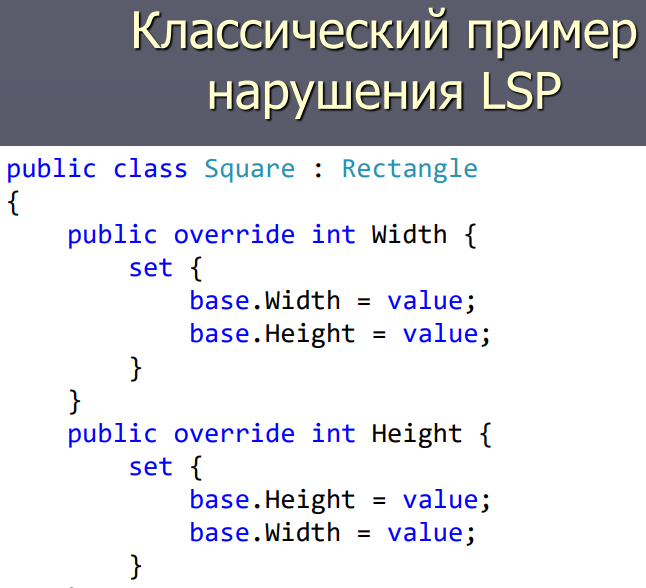 Классический пример
нарушения LSP
public class Square : Rectangle
{
    public override int Width {
        set {
            base.Width = value;
            base.Height = value;
        }
    }
    public override int Height {
        set {
            base.Height = value;
            base.Width = value;
        }